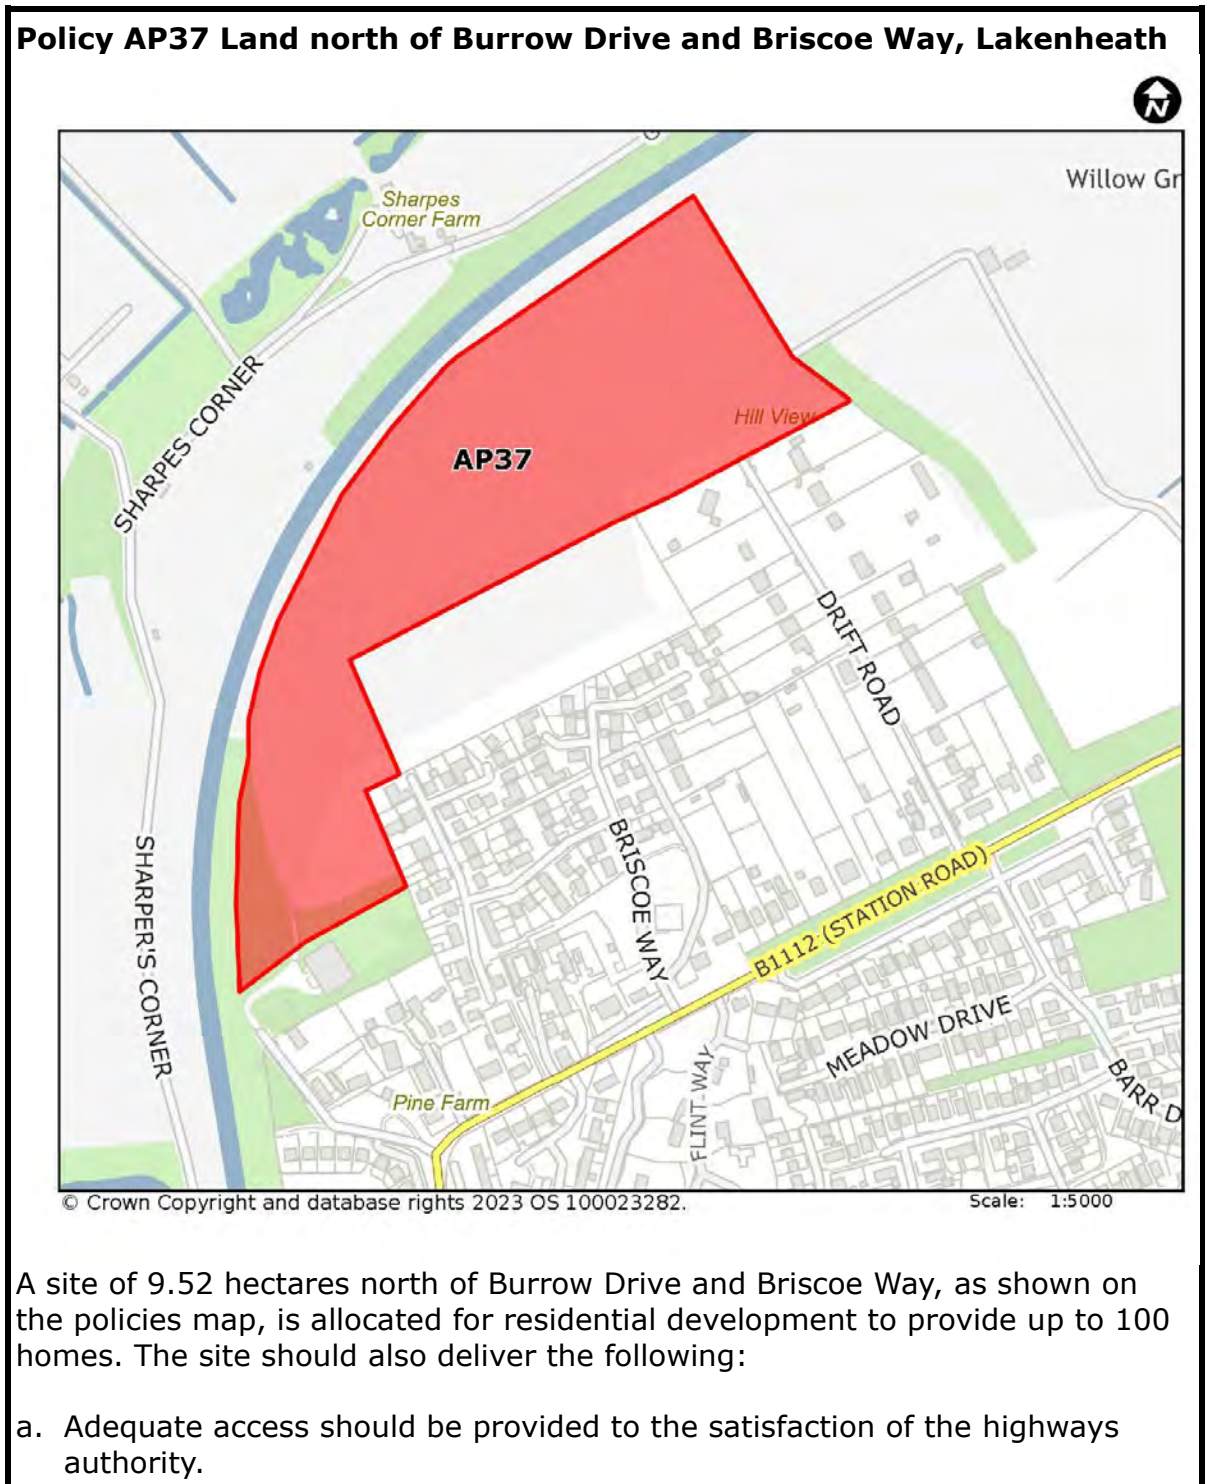 Policy AP37 Land north of Burrow Drive and Briscoe Way, Lakenheath
N
Willow Gr
Sharpes
Corner Farm
SHARPES CORNER
Hill View
AP37
DRIFT ROAD
BRISCOE WAY
B1112 (STATION ROAD)
SHARPER'S CORNER
MEADOW DRIVE
FLINT WAY
BARR D
Pine Farm
© Crown Copyright and database rights 2023 OS 100023282.
Scale: 1:5000
A site of 9.52 hectares north of Burrow Drive and Briscoe Way, as shown on
the policies map, is allocated for residential development to provide up to 100
homes. The site should also deliver the following:
a. Adequate access should be provided to the satisfaction of the highways
authority.